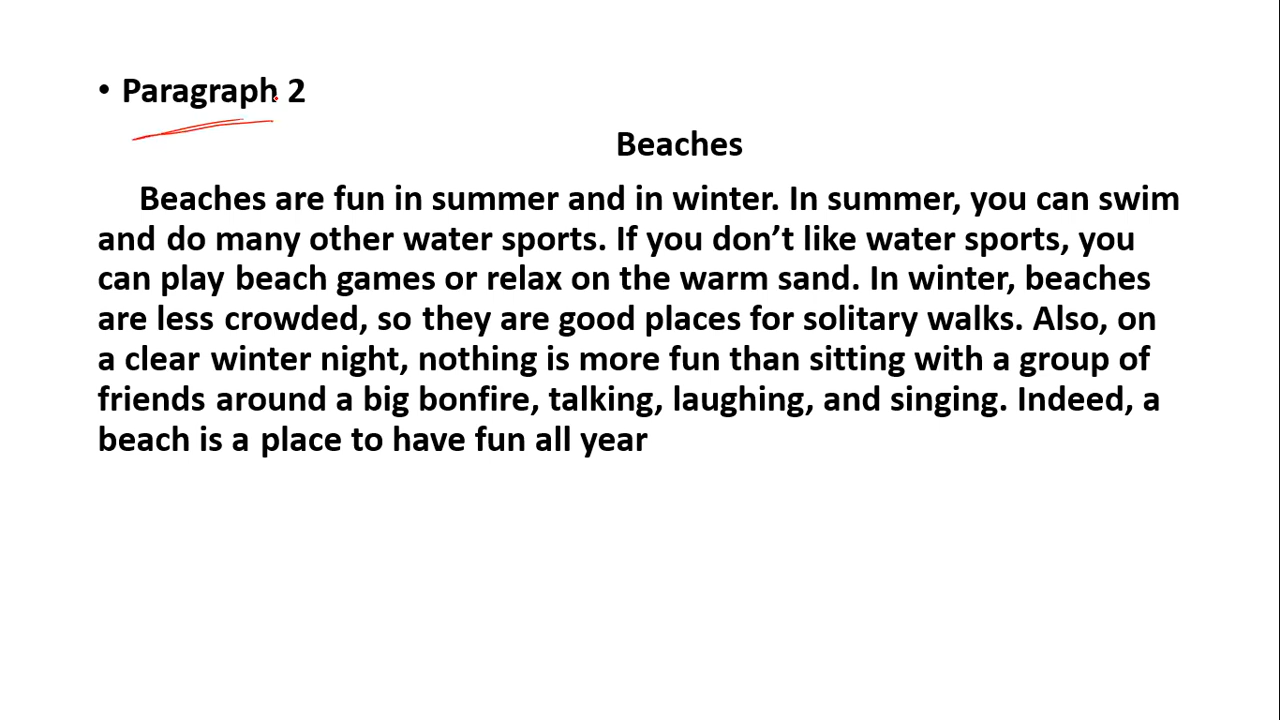 • Paragraph 2
Beaches
Beaches are fun in summer and in winter. In summer, you can swim
and do many other water sports. If you don’t like water sports, you
can play beach games or relax on the warm sand. In winter, beaches
are less crowded, so they are good places for solitary walks. Also, on
a clear winter night, nothing is more fun than sitting with a group of
friends around a big bonfire, talking, laughing, and singing. Indeed, a
beach is a place to have fun all year